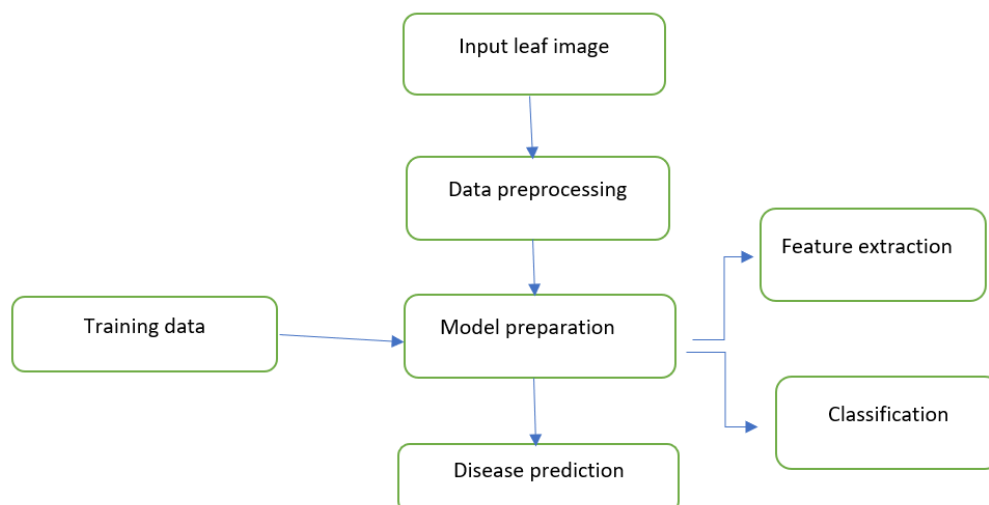 Input leaf image
Data preprocessing
Feature extraction
Training data
Model preparation
Classification
Disease prediction